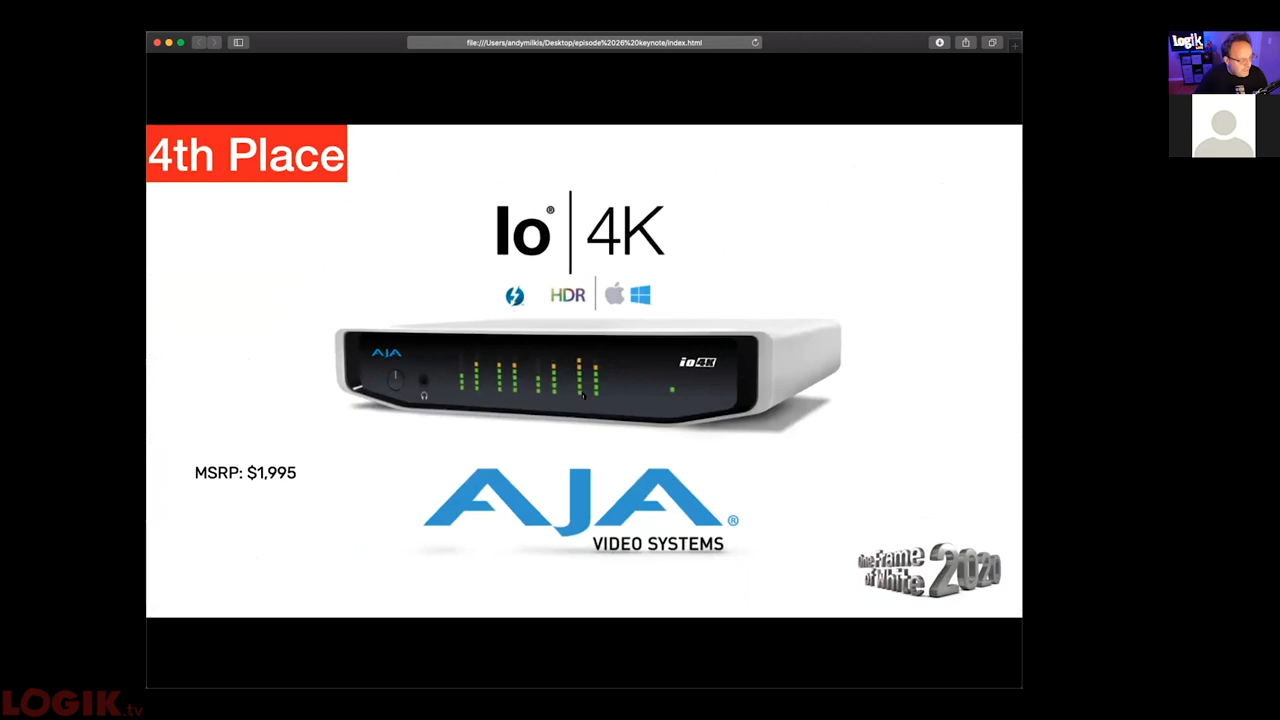 file:///Users/andymilkis/Desktop/episode%2026%20keynote/index.html
logik
4th Place
Io® 4K
HDR
AJA
io4K
MSRP: $1,995
AJA®
VIDEO SYSTEMS
One Frame
of White 2020
LOGIK.tv